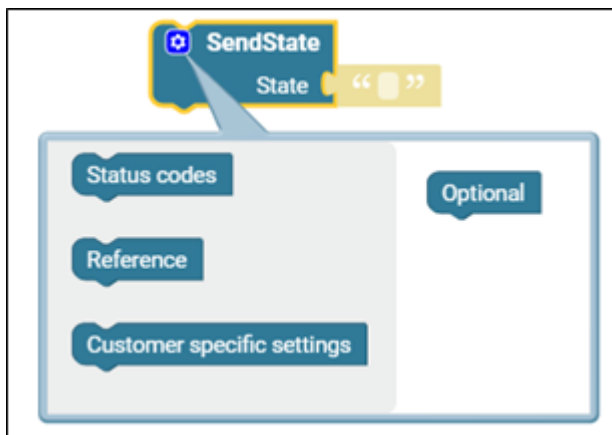 SendState
State “ ”
Status codes
Optional
Reference
Customer specific settings